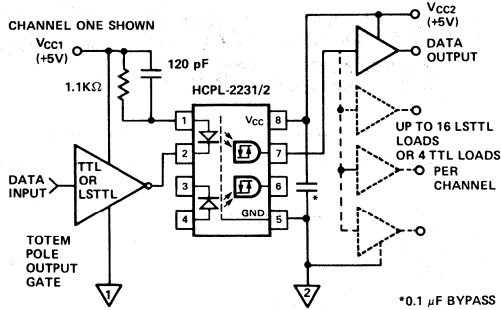 CHANNEL ONE SHOWN
VCC1
(+5V)
1.1KΩ
120 pF
HCPL-2231/2
1
VCC
8
2
7
3
6
4
GND
5
*
DATA
INPUT
TTL
OR
LSTTL
TOTEM
POLE
OUTPUT
GATE
1
2
VCC2
(+5V)
DATA
OUTPUT
UP TO 16 LSTTL
LOADS
OR 4 TTL LOADS
PER
CHANNEL
*0.1 μF BYPASS